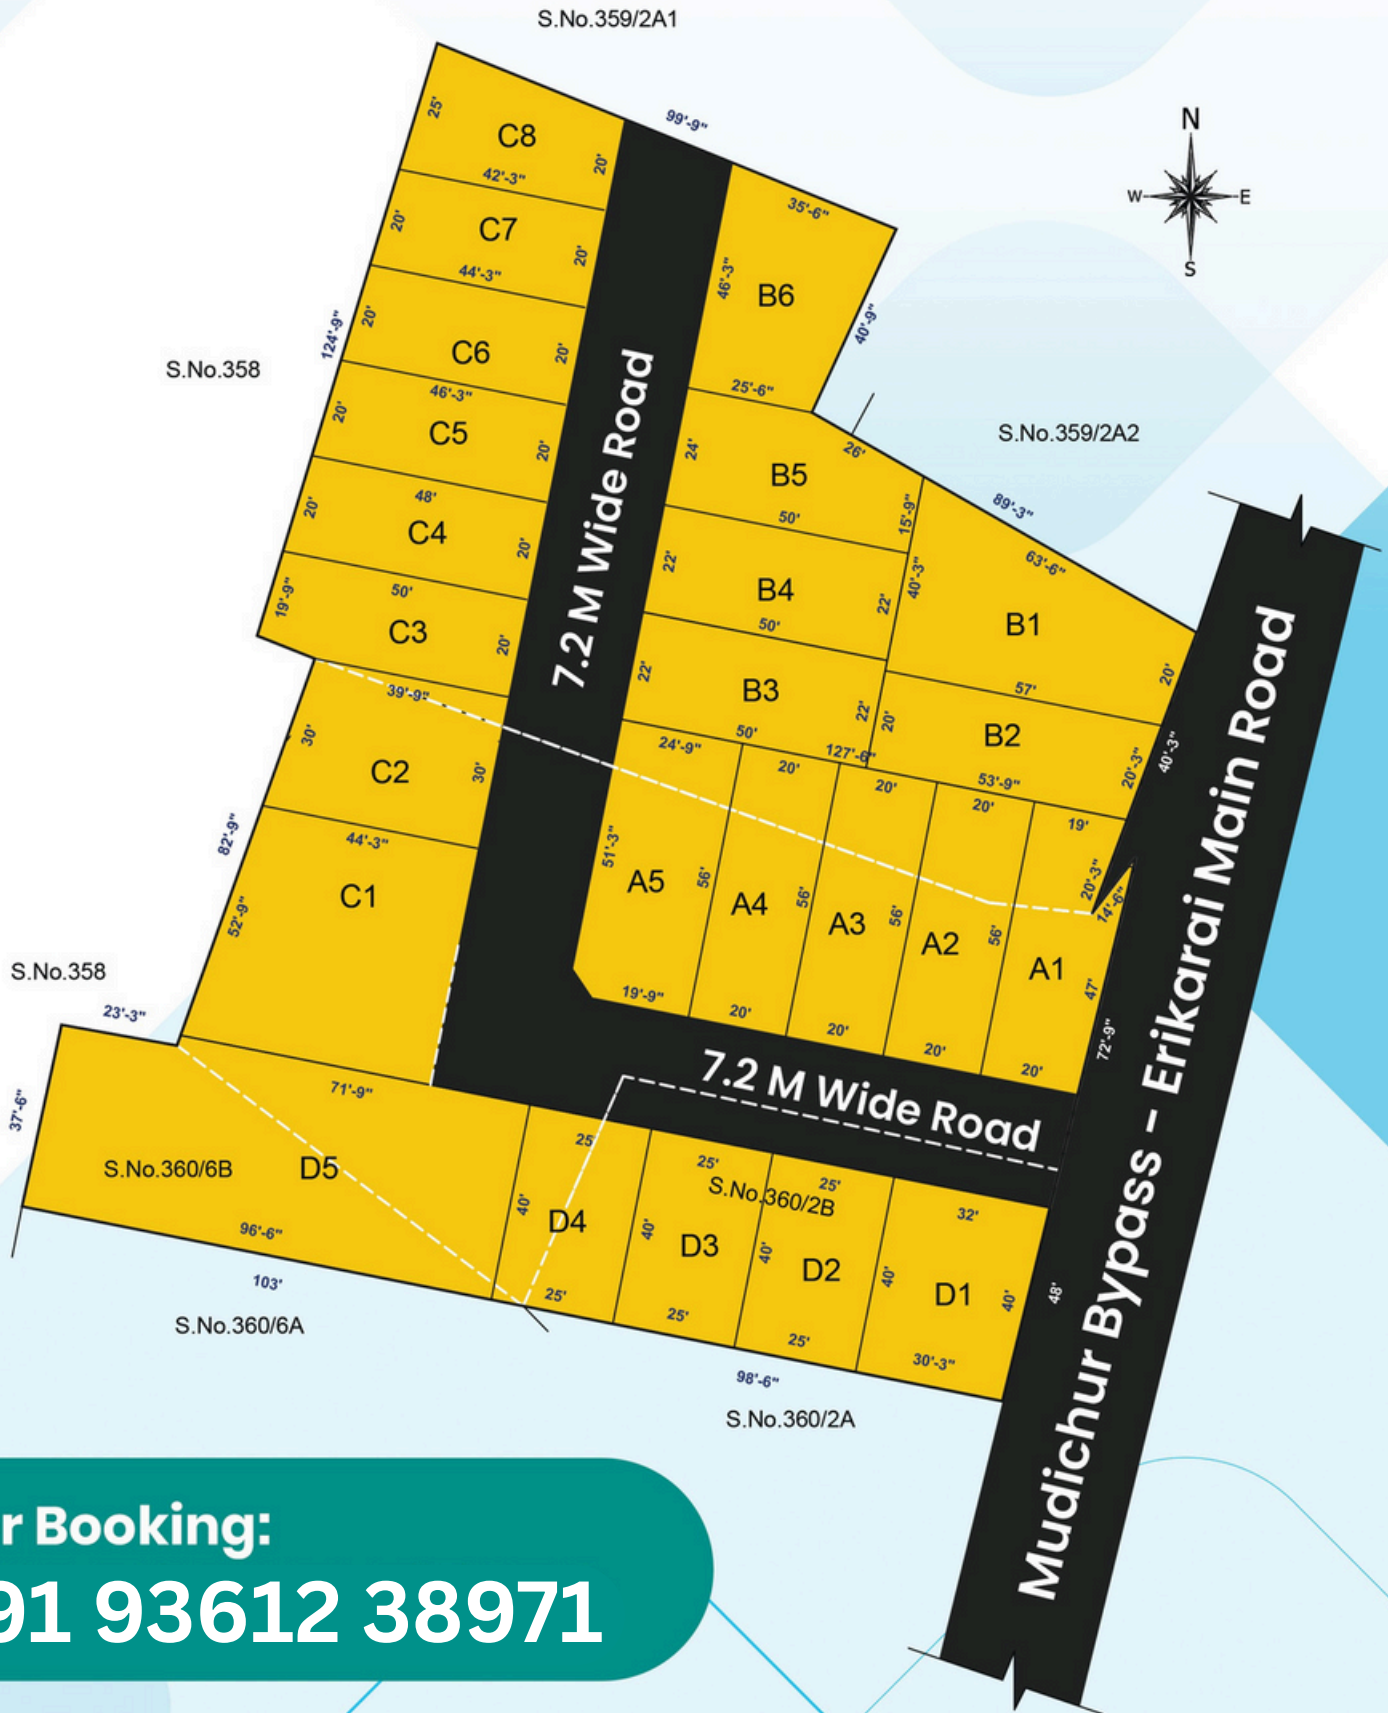 S.No.359/2A1
99'-9"
N
W
E
S
25'
C8
20'
42'-3"
35'-6"
20'
C7
20'
44'-3"
46'-3"
B6
40'-9"
124'-9"
20'
C6
20'
S.No.358
46'-3"
25'-6"
20'
C5
20'
24'
B5
26'
S.No.359/2A2
48'
50'
15'-9"
89'-3"
20'
C4
20'
7.2 M Wide Road
22'
B4
22'
40'-3"
63'-6"
50'
50'
B1
19'-9"
C3
20'
22'
B3
22'
57'
20'
39'-9"
50'
20'
B2
20'-3"
40'-3"
30'
C2
30'
24'-9"
127'-6"
53'-9"
20'
20'
20'
19'
82'-9"
44'-3"
51'-3"
A5
56'
A4
56'
A3
56'
A2
56'
20'-3"
14'-6"
C1
52'-9"
A1
47'
S.No.358
19'-9"
20'
20'
20'
20'
72'-9"
23'-3"
7.2 M Wide Road
37'-6"
71'-9"
S.No.360/6B
D5
25'
25'
25'
32'
S.No.360/2B
40'
D4
40'
D3
40'
D2
40'
D1
40'
48'
96'-6"
25'
25'
25'
30'-3"
103'
98'-6"
S.No.360/6A
S.No.360/2A
Mudichur Bypass – Erikarai Main Road
r Booking:
91 93612 38971